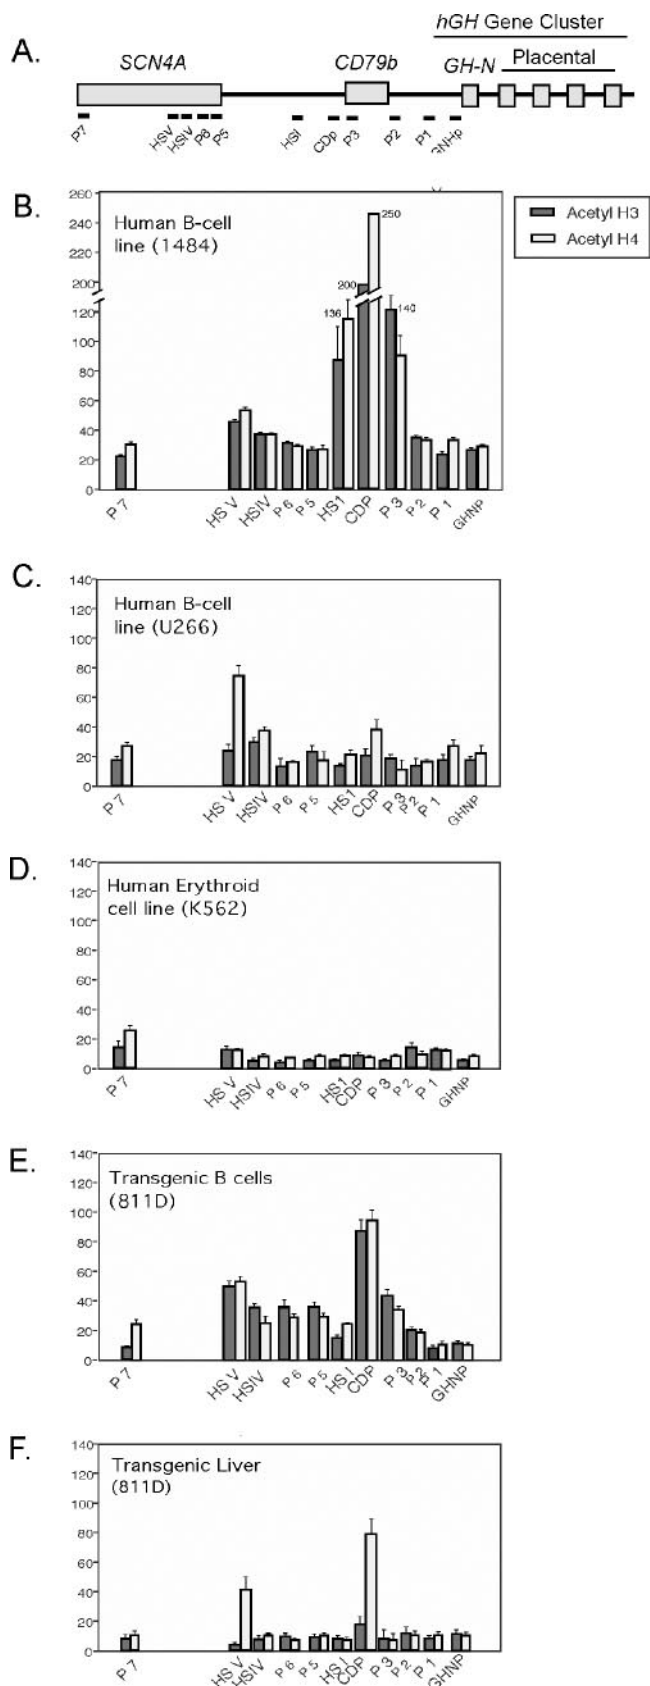 hGH Gene Cluster
A.
SCN4A CD79b GH-N Placental
P7 HSV HSIV P8 P5 HSI CDp P3 P2 P1 GNHp
B.
260
240
220
200
120
100
80
60
40
20
0
Human B-cell
line (1484)
250
200
136
140
Acetyl H3
Acetyl H4
P 7 HS V HSIV P 6 P 5 HS1 CDP P 3 P 2 P 1 GHNP
C.
140
120
100
80
60
40
20
0
Human B-cell
line (U266)
P 7 HS V HSIV P 6 P 5 HS1 CDP P 3 P 2 P 1 GHNP
D.
140
120
100
80
60
40
20
0
Human Erythroid
cell line (K562)
P 7 HS V HSIV P 6 P 5 HS1 CDP P 3 P 2 P 1 GHNP
E.
140
120
100
80
60
40
20
0
Transgenic B cells
(811D)
P 7 HS V HSIV P 6 P 5 HS I CDP P 3 P 2 P 1 GHNP
F.
140
120
100
80
60
40
20
0
Transgenic Liver
(811D)
P 7 HS V HSIV P 6 P 5 HS I CDP P 3 P 2 P 1 GHNP